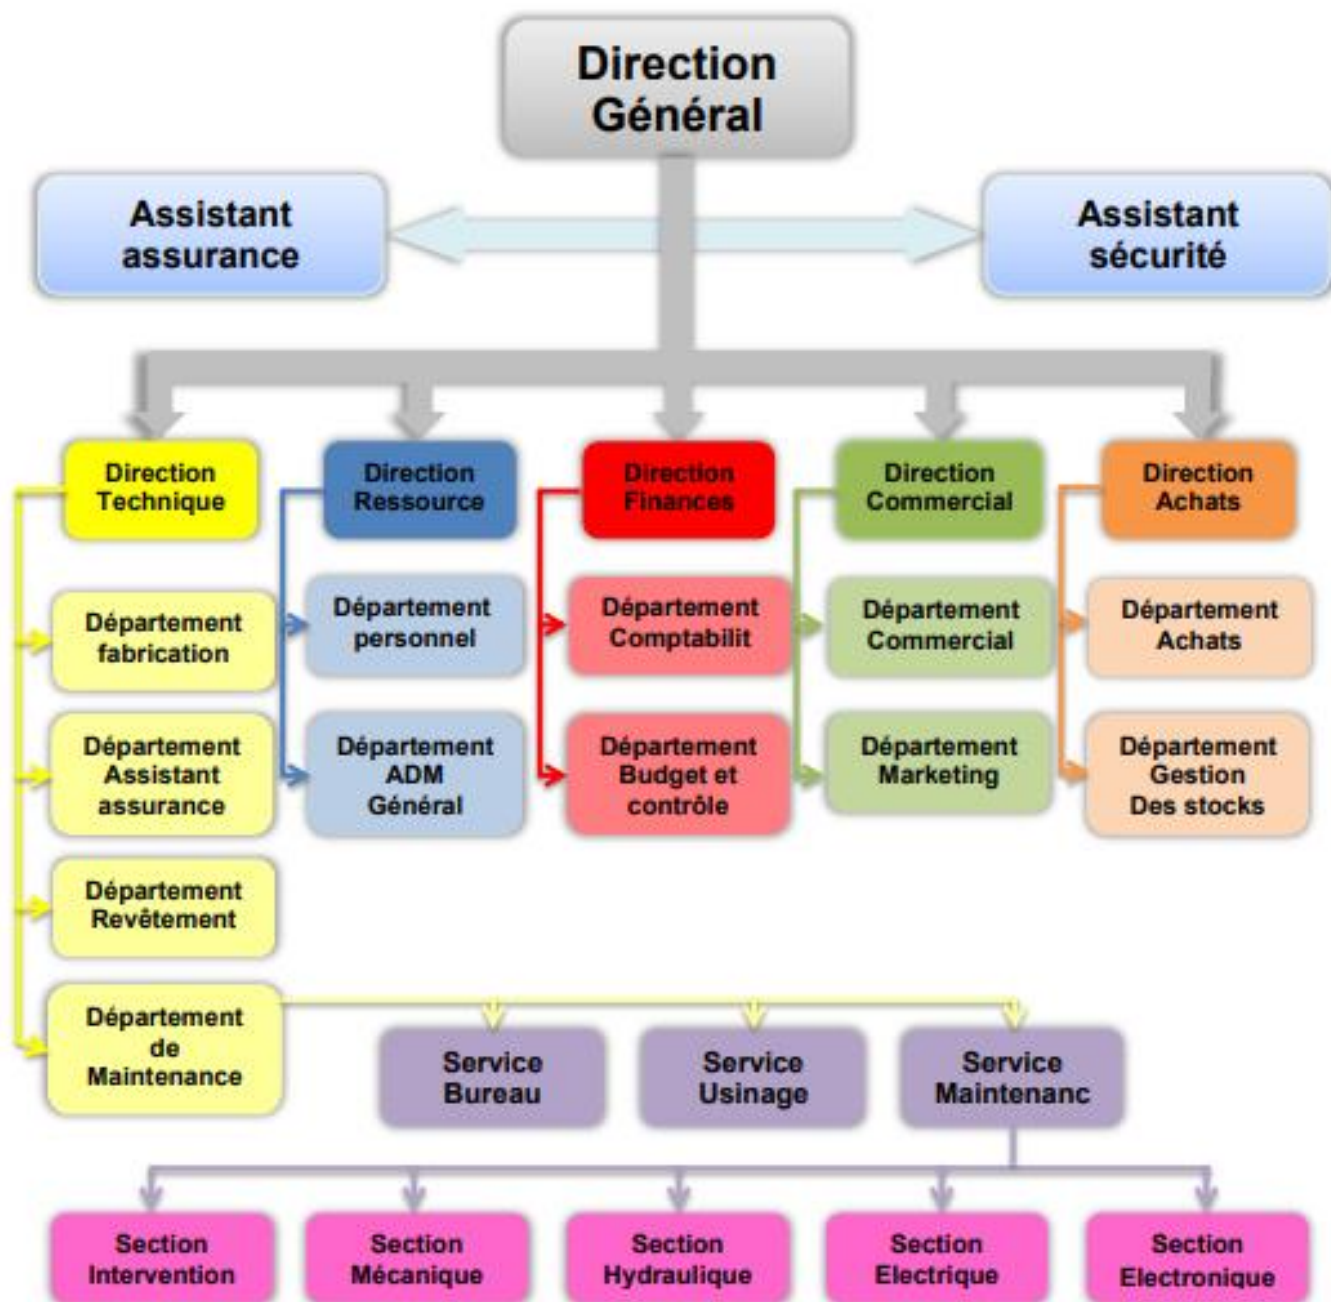 Direction
Général
Assistant
assurance
Assistant
sécurité
Direction
Technique
Direction
Ressource
Direction
Finances
Direction
Commercial
Direction
Achats
Département
fabrication
Département
personnel
Département
Comptabilit
Département
Commercial
Département
Achats
Département
Assistant
assurance
Département
ADM
Général
Département
Budget et
contrôle
Département
Marketing
Département
Gestion
Des stocks
Département
Revêtement
Département
de
Maintenance
Service
Bureau
Service
Usinage
Service
Maintenanc
Section
Intervention
Section
Mécanique
Section
Hydraulique
Section
Electrique
Section
Electronique